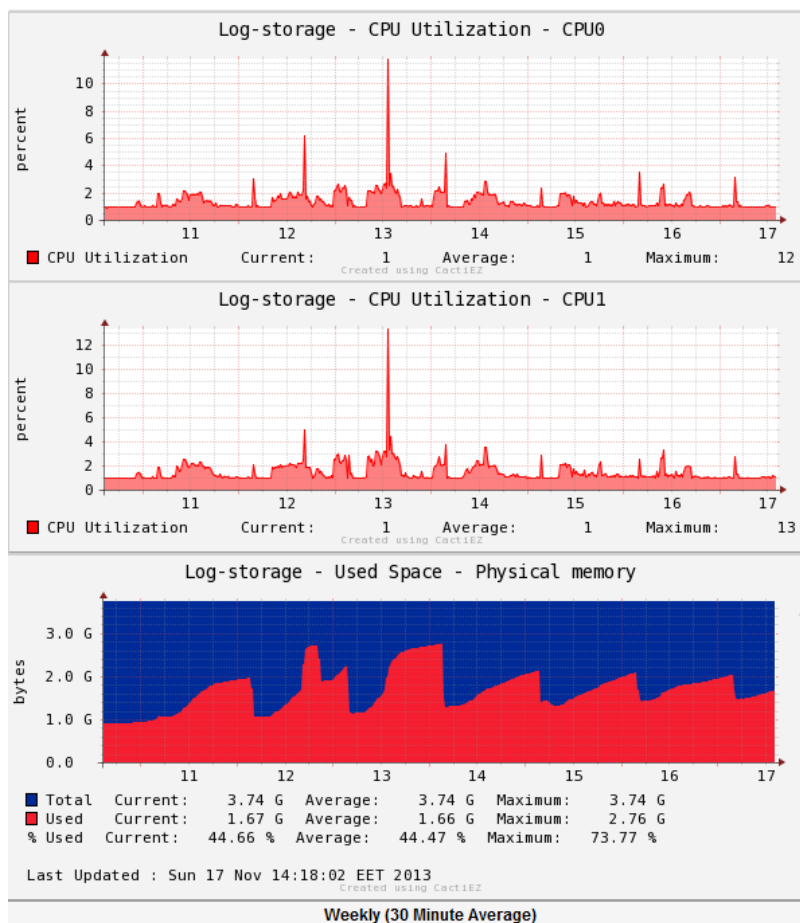 Log-storage - CPU Utilization - CPU0
percent
10
8
6
4
2
0
11 12 13 14 15 16 17
CPU Utilization Current: 1 Average: 1 Maximum: 12
Created using CactiEZ
Log-storage - CPU Utilization - CPU1
percent
12
10
8
6
4
2
0
11 12 13 14 15 16 17
CPU Utilization Current: 1 Average: 1 Maximum: 13
Created using CactiEZ
Log-storage - Used Space - Physical memory
bytes
3.0 G
2.0 G
1.0 G
0.0
11 12 13 14 15 16 17
Total Current: 3.74 G Average: 3.74 G Maximum: 3.74 G
Used Current: 1.67 G Average: 1.66 G Maximum: 2.76 G
% Used Current: 44.66 % Average: 44.47 % Maximum: 73.77 %
Last Updated : Sun 17 Nov 14:18:02 EET 2013
Created using CactiEZ
Weekly (30 Minute Average)